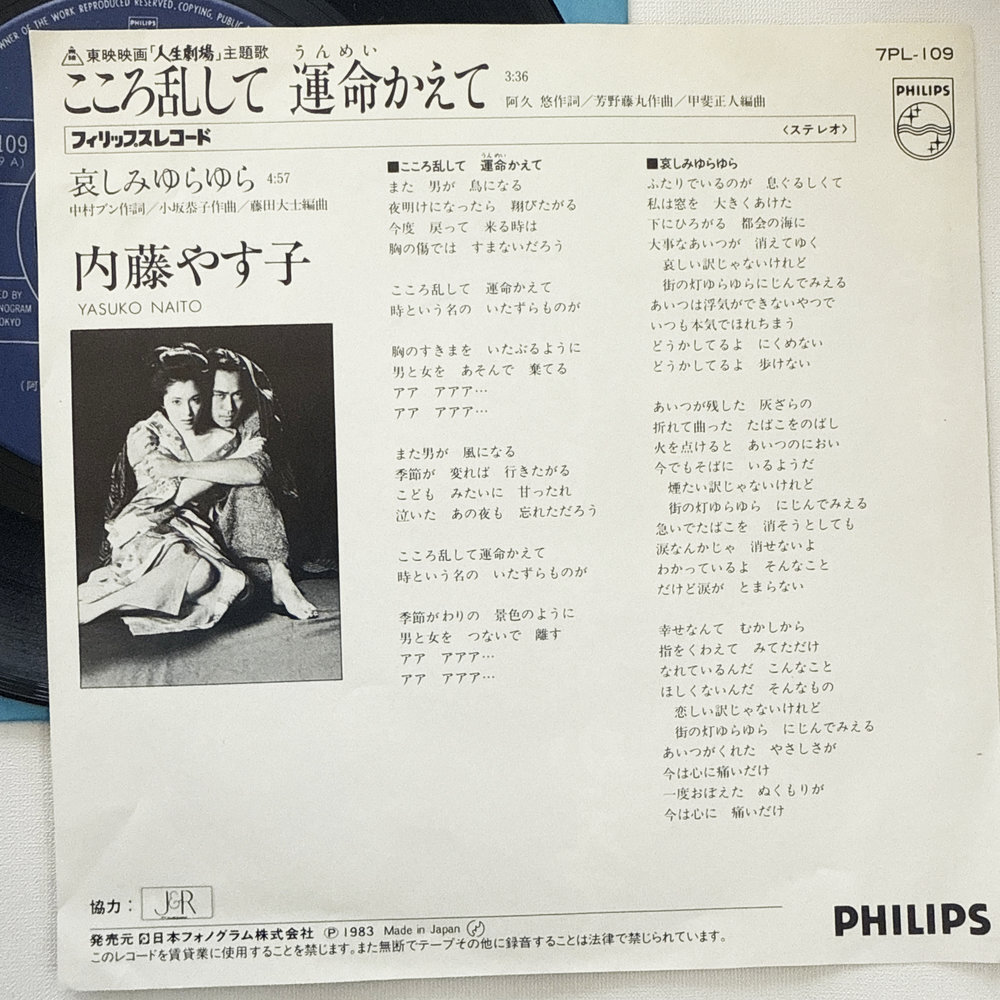 OWNER OF THE WORK REPRODUCED RESERVED. COPYING, PUBLIC
PHILIPS
109
東映映画「人生劇場」主題歌
うんめい
こころ乱して 運命かえて 3:36
阿久 悠作詞／芳野藤丸作曲／甲斐正人編曲
7PL-109
PHILIPS
フィリップスレコード
〈ステレオ〉
哀しみゆらゆら 4:57
中村ブン作詞／小坂恭子作曲／藤田大士編曲
内藤やす子
YASUKO NAITO
■こころ乱して 運命かえて
うんめい
また 男が 鳥になる
夜明けになったら 翔びたがる
今度 戻って 来る時は
胸の傷では すまないだろう
こころ乱して 運命かえて
時という名の いたずらものが
胸のすきまを いたぶるように
男と女を あそんで 棄てる
アア アアア…
アア アアア…
また男が 風になる
季節が 変れば 行きたがる
こども みたいに 甘ったれ
泣いた あの夜も 忘れただろう
こころ乱して運命かえて
時という名の いたずらものが
季節がわりの 景色のように
男と女を つないで 離す
アア アアア…
アア アアア…
■哀しみゆらゆら
ふたりでいるのが 息ぐるしくて
私は窓を 大きくあけた
下にひろがる 都会の海に
大事なあいつが 消えてゆく
哀しい訳じゃないけれど
街の灯ゆらゆらにじんでみえる
あいつは浮気ができないやつで
いつも本気でほれちまう
どうかしてるよ にくめない
どうかしてるよ 歩けない
あいつが残した 灰ざらの
折れて曲った たばこをのばし
火を点けると あいつのにおい
今でもそばに いるようだ
煙たい訳じゃないけれど
街の灯ゆらゆら にじんでみえる
急いでたばこを 消そうとしても
涙なんかじゃ 消せないよ
わかっているよ そんなこと
だけど涙が とまらない
幸せなんて むかしから
指をくわえて みてただけ
なれているんだ こんなこと
ほしくないんだ そんなもの
恋しい訳じゃないけれど
街の灯ゆらゆら にじんでみえる
あいつがくれた やさしさが
今は心に痛いだけ
一度おぼえた ぬくもりが
今は心に 痛いだけ
協力： J&R
発売元 日本フォノグラム株式会社 Ⓟ1983 Made in Japan
このレコードを賃貸業に使用することを禁じます。また無断でテープその他に録音することは法律で禁じられています。
PHILIPS